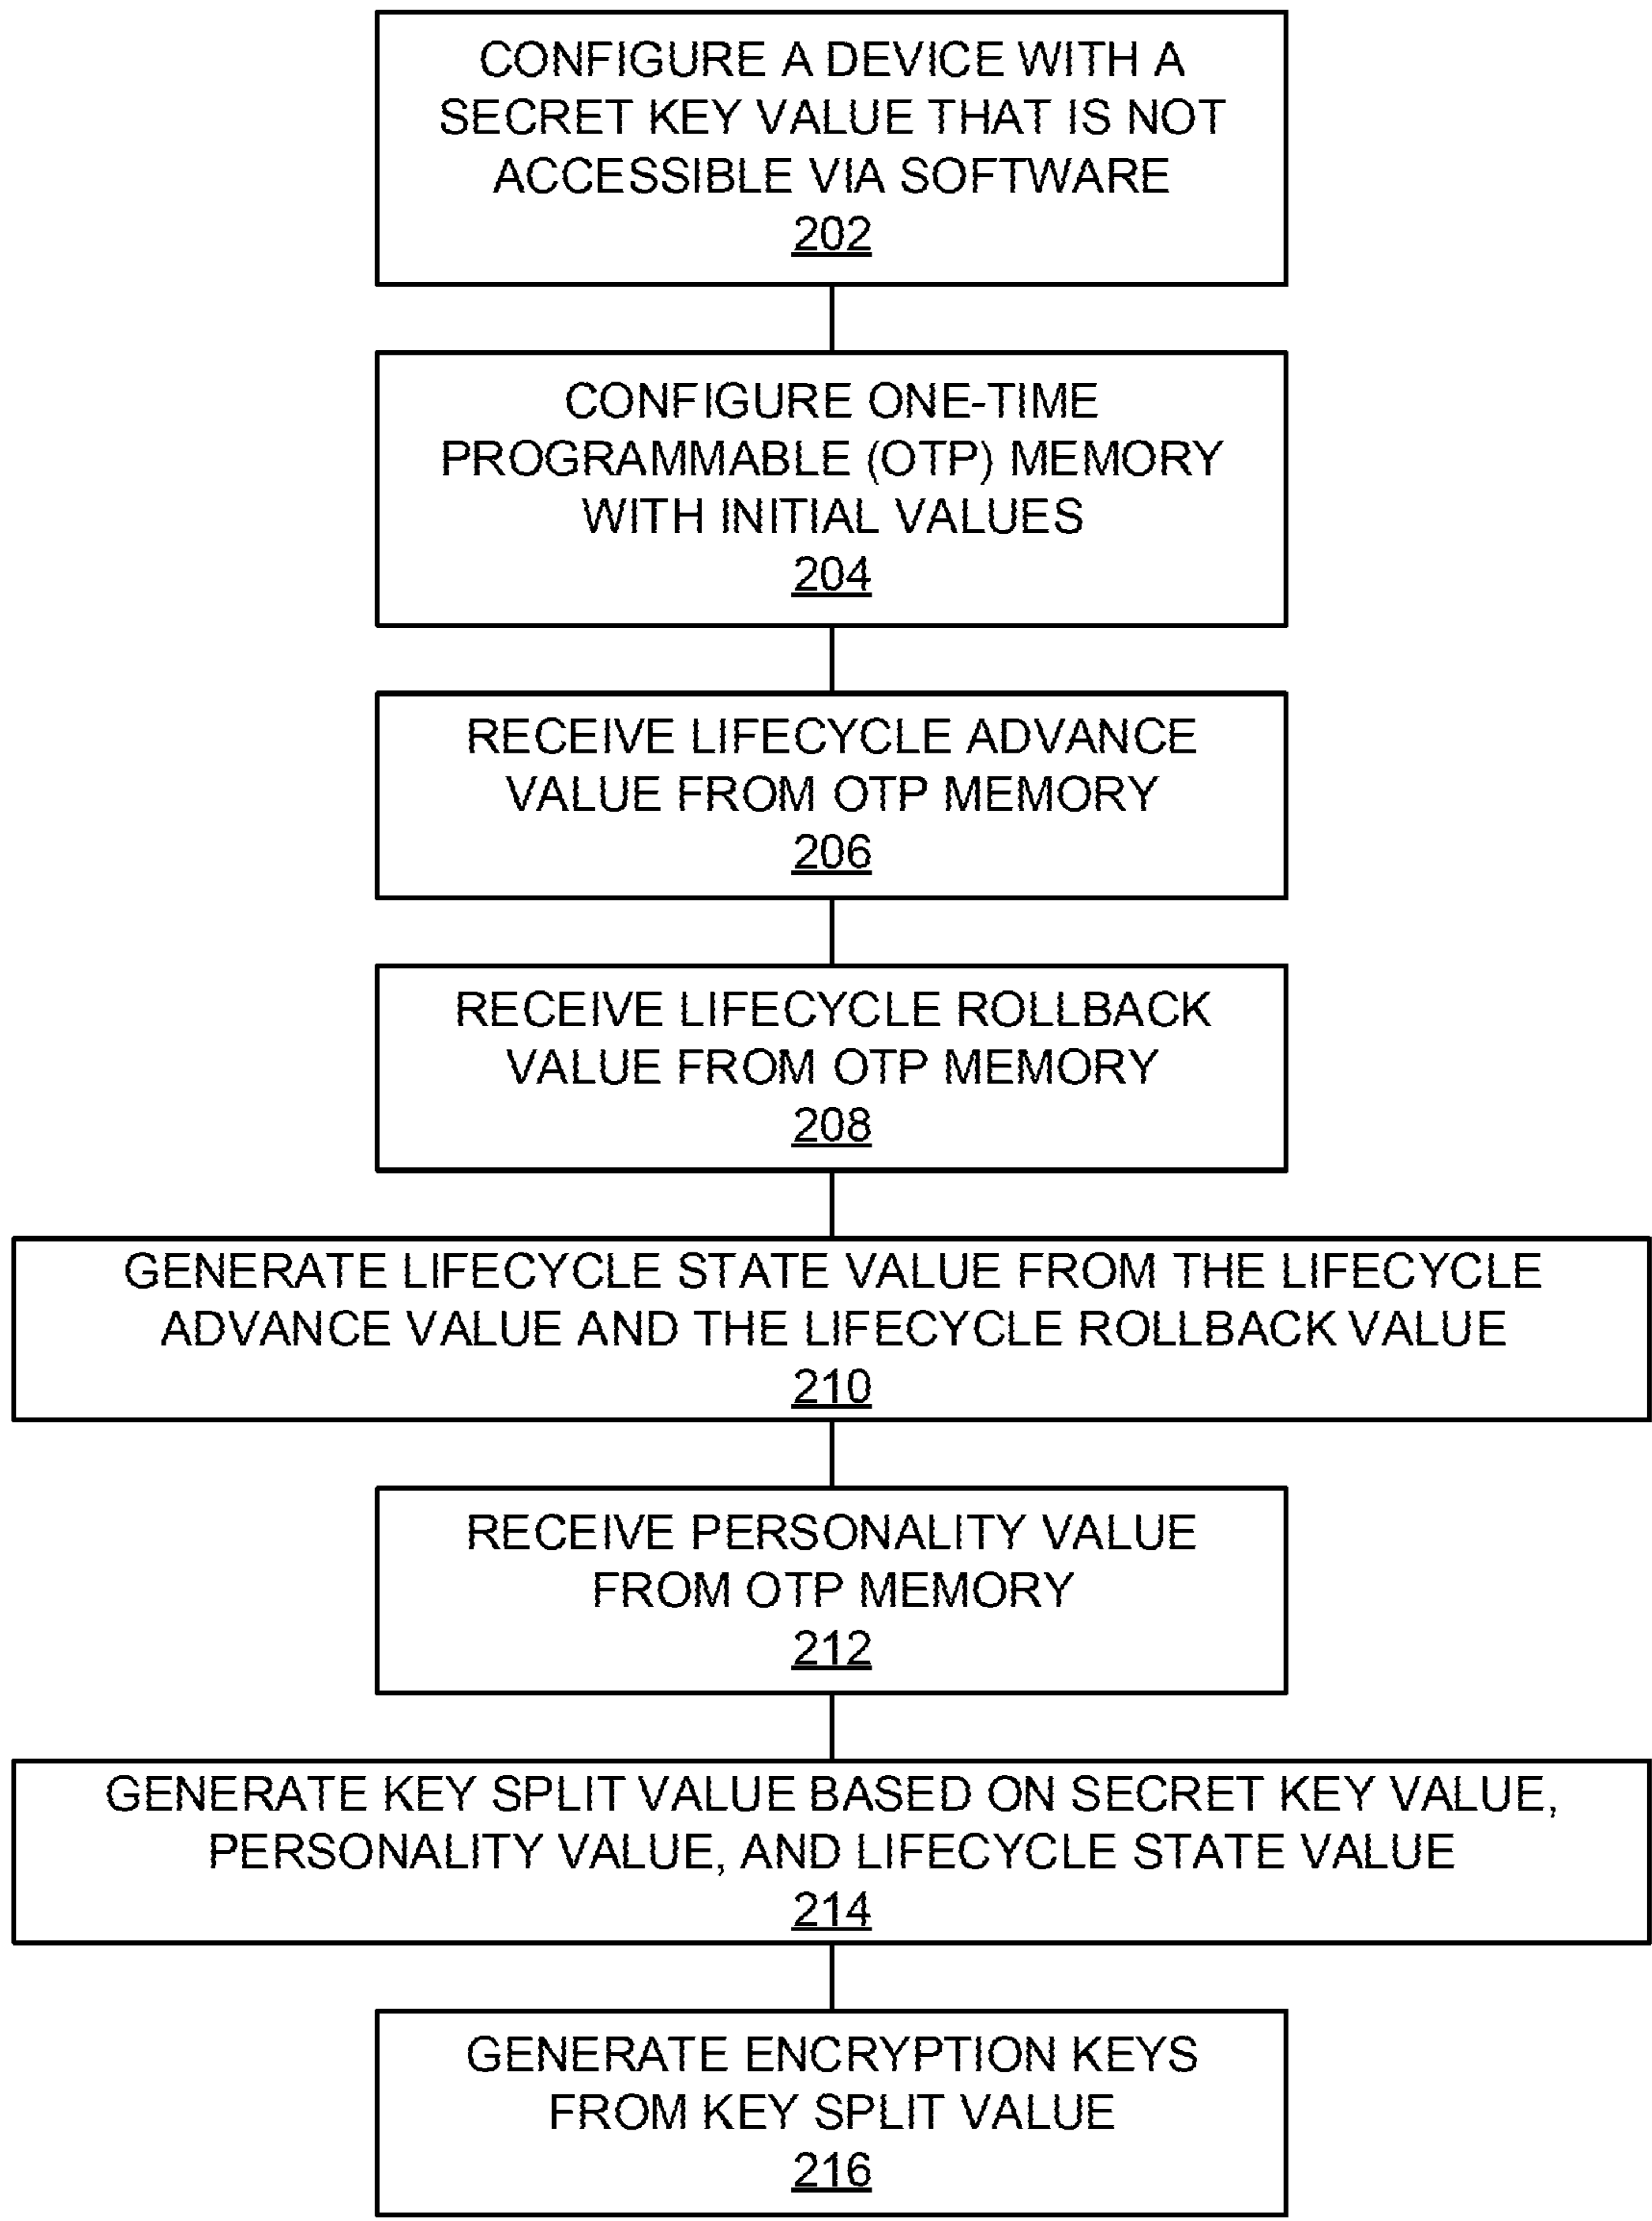 CONFIGURE A DEVICE WITH A
SECRET KEY VALUE THAT IS NOT
ACCESSIBLE VIA SOFTWARE
202
CONFIGURE ONE-TIME
PROGRAMMABLE (OTP) MEMORY
WITH INITIAL VALUES
204
RECEIVE LIFECYCLE ADVANCE
VALUE FROM OTP MEMORY
206
RECEIVE LIFECYCLE ROLLBACK
VALUE FROM OTP MEMORY
208
GENERATE LIFECYCLE STATE VALUE FROM THE LIFECYCLE
ADVANCE VALUE AND THE LIFECYCLE ROLLBACK VALUE
210
RECEIVE PERSONALITY VALUE
FROM OTP MEMORY
212
GENERATE KEY SPLIT VALUE BASED ON SECRET KEY VALUE,
PERSONALITY VALUE, AND LIFECYCLE STATE VALUE
214
GENERATE ENCRYPTION KEYS
FROM KEY SPLIT VALUE
216